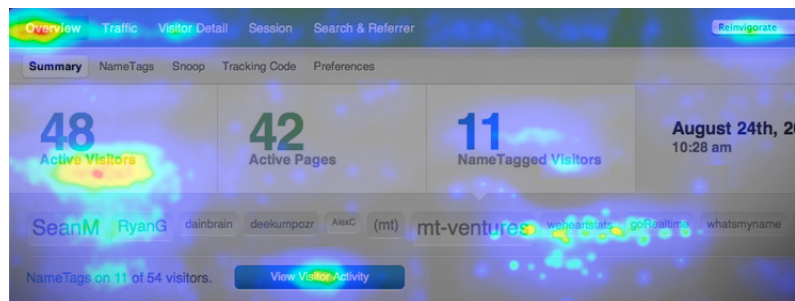 Overview Traffic Visitor Detail Session Search & Referrer Reinvigorate
Summary NameTags Snoop Tracking Code Preferences
48 42 11 August 24th, 20
Active Visitors Active Pages NameTagged Visitors 10:28 am
SeanM RyanG dainbrain deekumpozr AlexC (mt) mt-ventures weheartstats goRealtime whatsmyname
NameTags on 11 of 54 visitors. View Visitor Activity